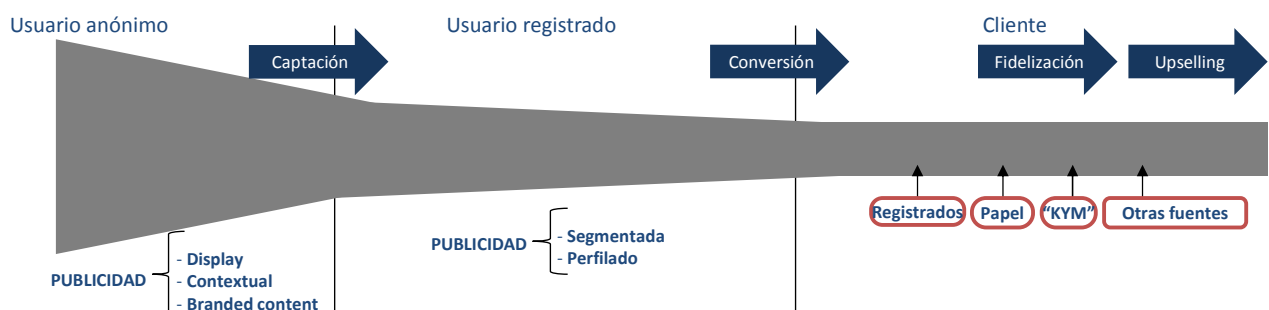 Usuario anónimo
Usuario registrado
Cliente
Captación
Conversión
Fidelización
Upselling
Registrados
Papel
“KYM”
Otras fuentes
PUBLICIDAD
- Display
- Contextual
- Branded content
PUBLICIDAD
- Segmentada
- Perfilado